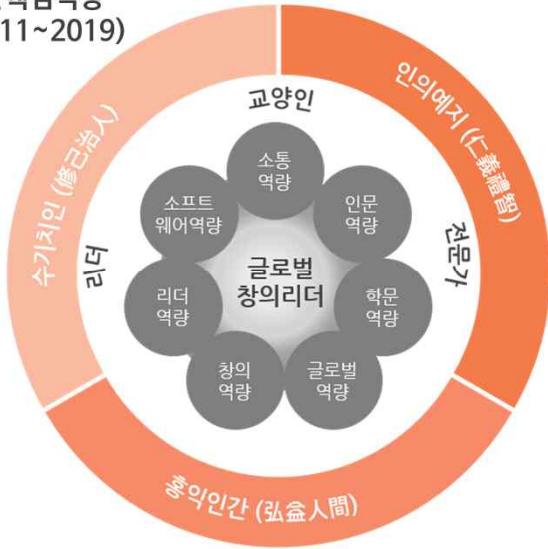 11~2019)
교양인
인의예지 (仁義禮智)
수기치인 (修己治人)
리더
전문가
홍익인간 (弘益人間)
소통
역량
인문
역량
학문
역량
글로벌
역량
창의
역량
리더
역량
소프트
웨어역량
글로벌
창의리더